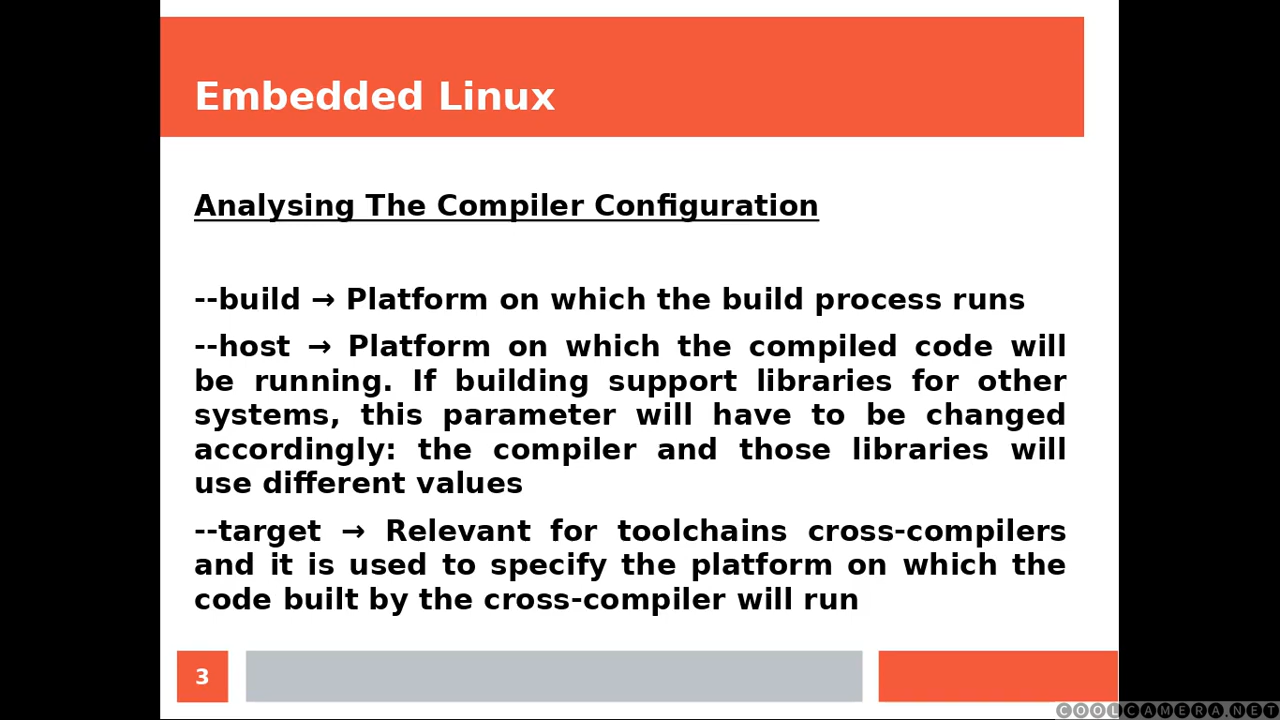 Embedded Linux
Analysing The Compiler Configuration
--build → Platform on which the build process runs
--host → Platform on which the compiled code will
be running. If building support libraries for other
systems, this parameter will have to be changed
accordingly: the compiler and those libraries will
use different values
--target → Relevant for toolchains cross-compilers
and it is used to specify the platform on which the
code built by the cross-compiler will run
3
COOLCAMERA.NET